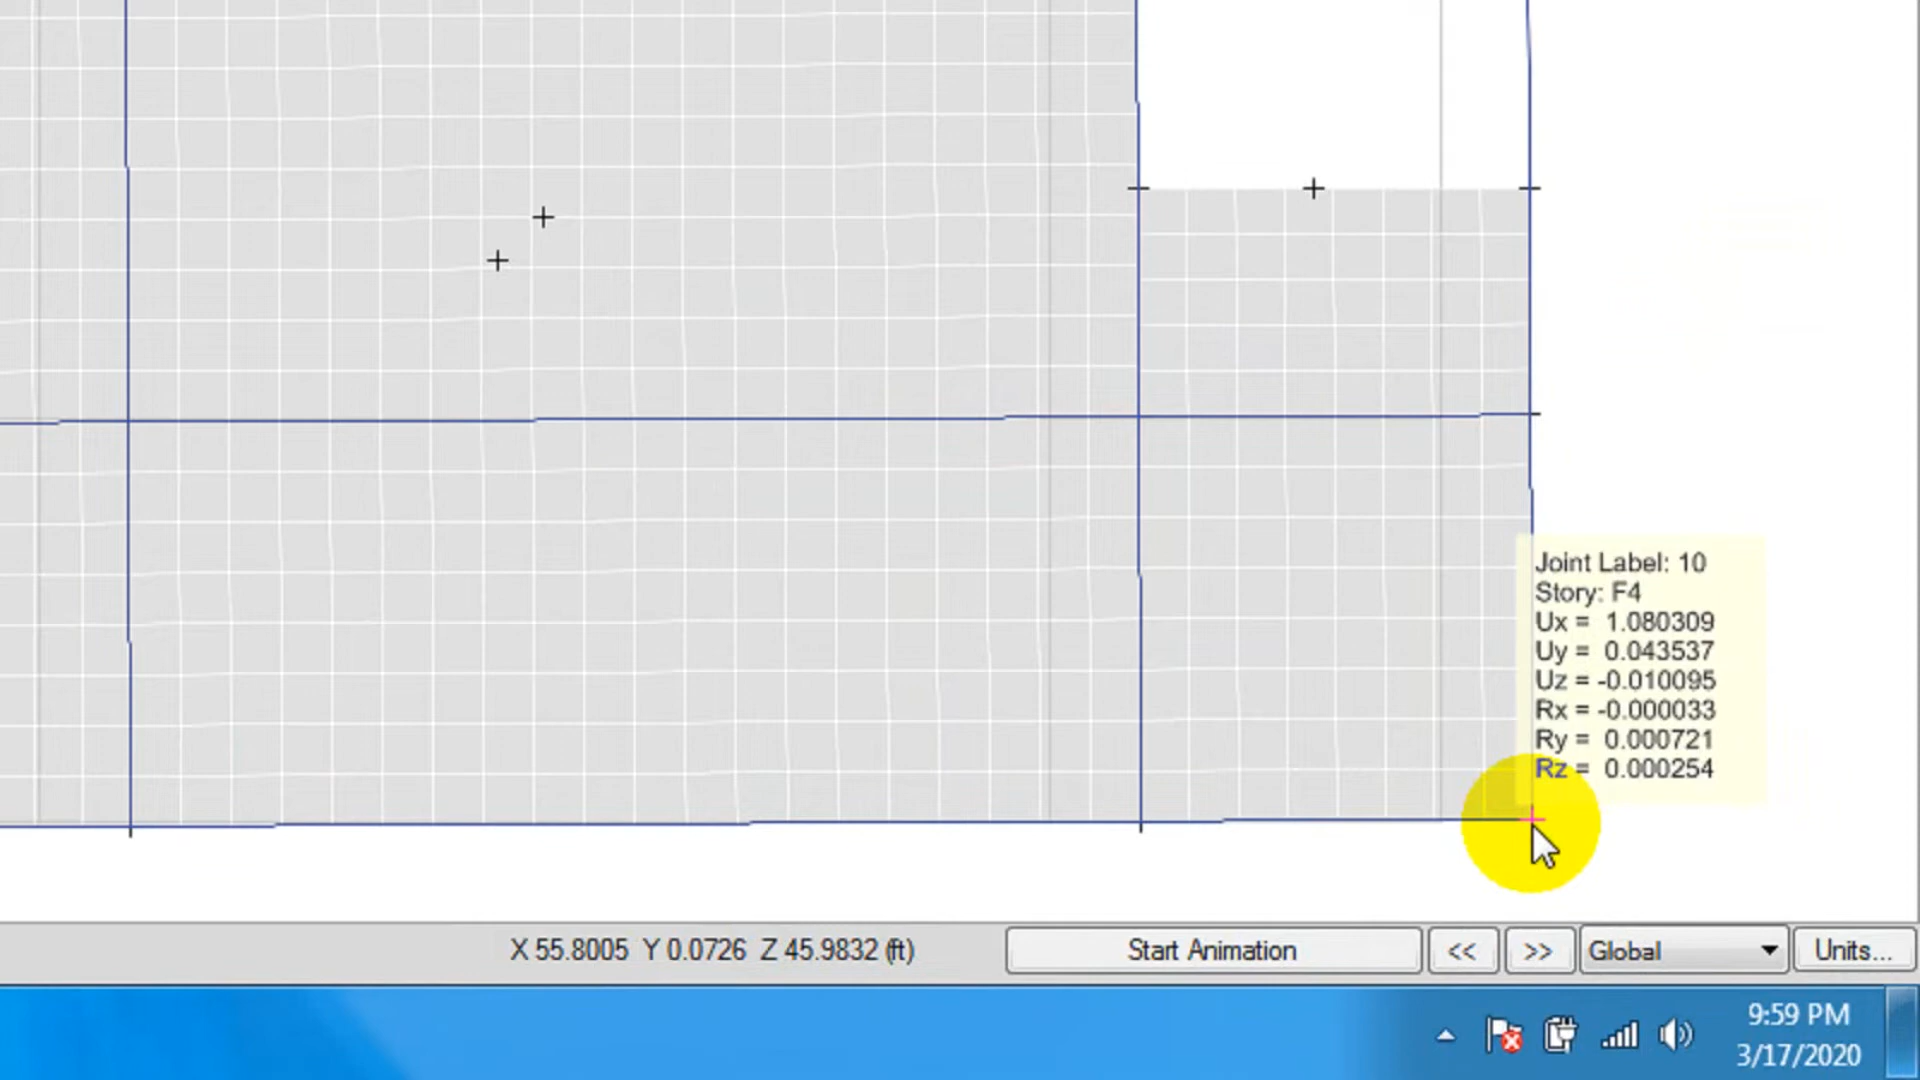 Joint Label: 10
Story: F4
Ux = 1.080309
Uy = 0.043537
Uz = -0.010095
Rx = -0.000033
Ry = 0.000721
Rz = 0.000254
X 55.8005 Y 0.0726 Z 45.9832 (ft)
Start Animation
<<
>>
Global
Units...
9:59 PM
3/17/2020